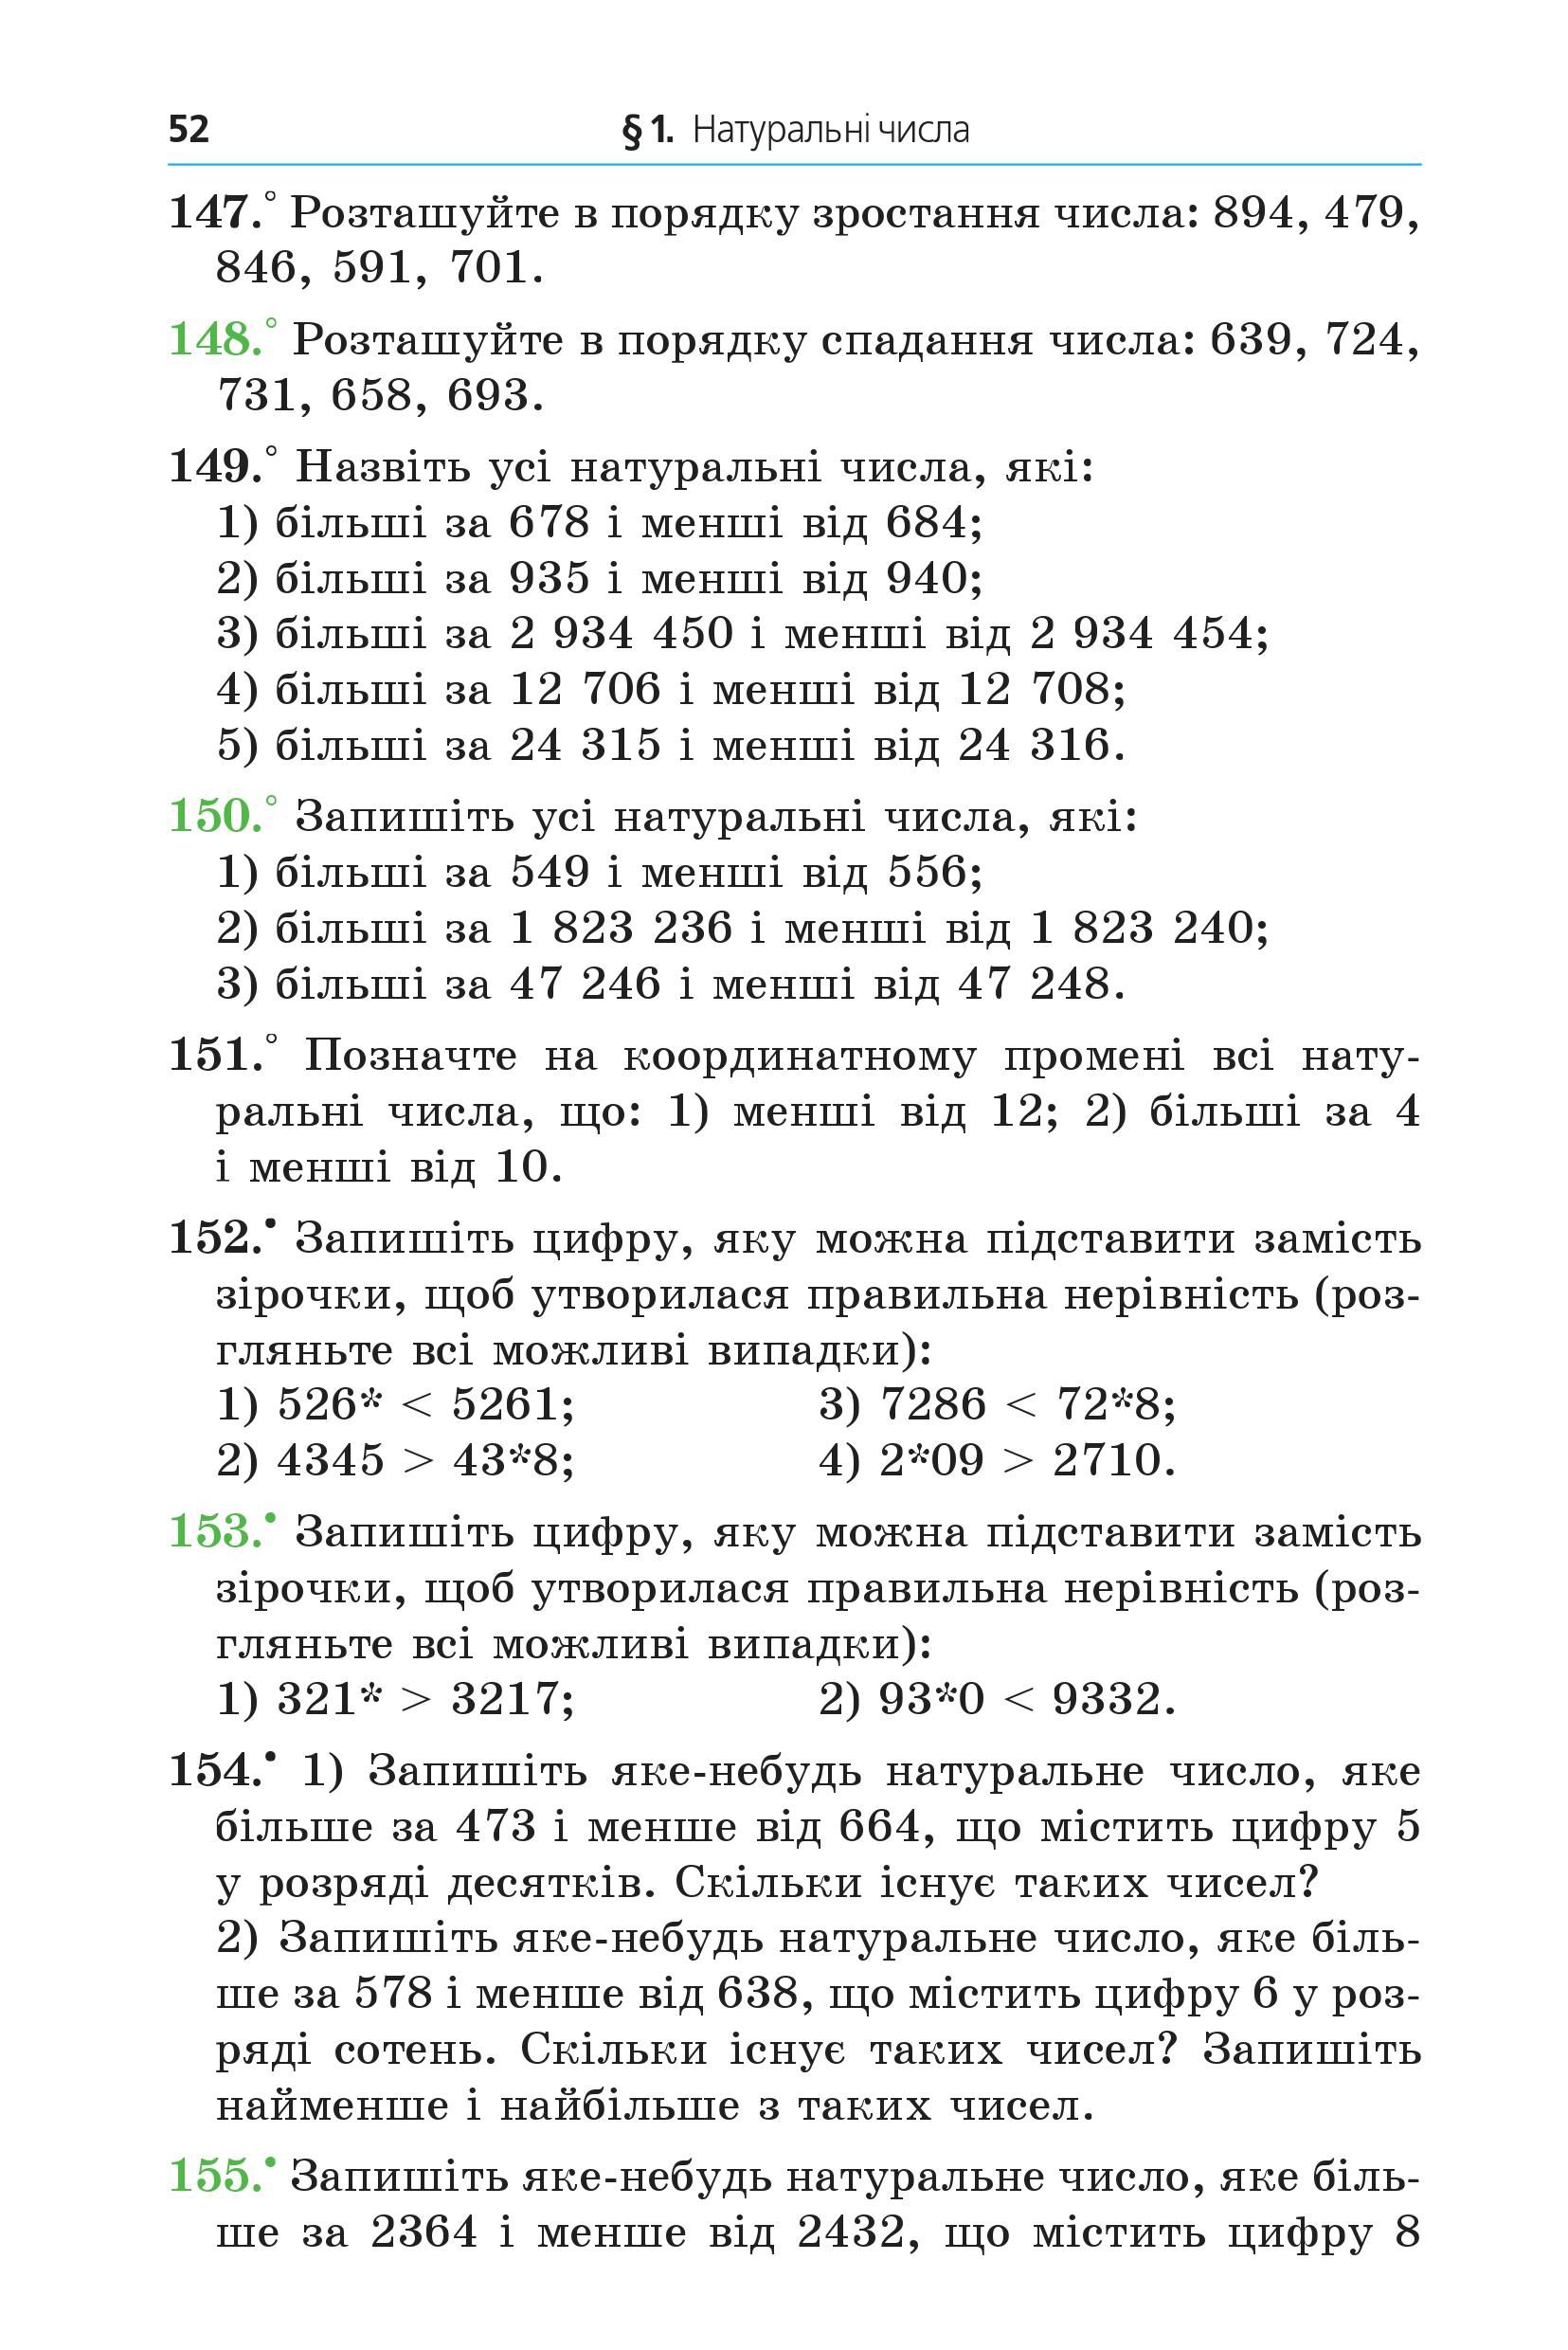 52 § 1. Натуральні числа
147.° Розташуйте в порядку зростання числа: 894, 479,
846, 591, 701.
148.° Розташуйте в порядку спадання числа: 639, 724,
731, 658, 693.
149.° Назвіть усі натуральні числа, які:
1) більші за 678 і менші від 684;
2) більші за 935 і менші від 940;
3) більші за 2 934 450 і менші від 2 934 454;
4) більші за 12 706 і менші від 12 708;
5) більші за 24 315 і менші від 24 316.
150.° Запишіть усі натуральні числа, які:
1) більші за 549 і менші від 556;
2) більші за 1 823 236 і менші від 1 823 240;
3) більші за 47 246 і менші від 47 248.
151.° Позначте на координатному промені всі нату-
ральні числа, що: 1) менші від 12; 2) більші за 4
і менші від 10.
152.• Запишіть цифру, яку можна підставити замість
зірочки, щоб утворилася правильна нерівність (роз-
гляньте всі можливі випадки):
1) 526* < 5261; 3) 7286 < 72*8;
2) 4345 > 43*8; 4) 2*09 > 2710.
153.• Запишіть цифру, яку можна підставити замість
зірочки, щоб утворилася правильна нерівність (роз-
гляньте всі можливі випадки):
1) 321* > 3217; 2) 93*0 < 9332.
154.• 1) Запишіть яке-небудь натуральне число, яке
більше за 473 і менше від 664, що містить цифру 5
у розряді десятків. Скільки існує таких чисел?
2) Запишіть яке-небудь натуральне число, яке біль-
ше за 578 і менше від 638, що містить цифру 6 у роз-
ряді сотень. Скільки існує таких чисел? Запишіть
найменше і найбільше з таких чисел.
155.• Запишіть яке-небудь натуральне число, яке біль-
ше за 2364 і менше від 2432, що містить цифру 8